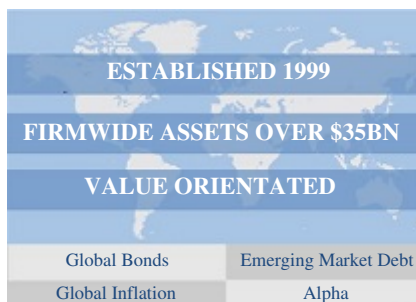 ESTABLISHED 1999
FIRMWIDE ASSETS OVER $35BN
VALUE ORIENTATED
Global Bonds Emerging Market Debt
Global Inflation Alpha